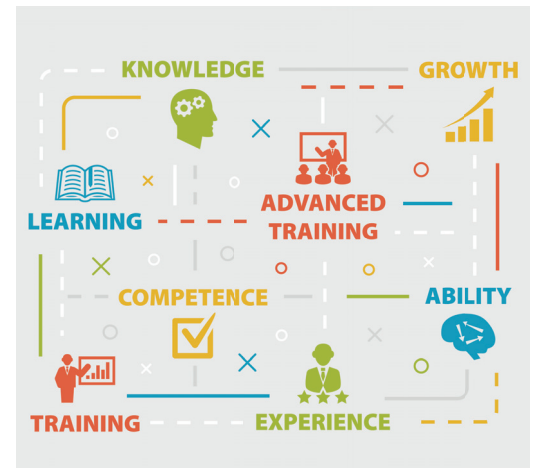 KNOWLEDGE
GROWTH
LEARNING
ADVANCED
TRAINING
COMPETENCE
ABILITY
TRAINING
EXPERIENCE